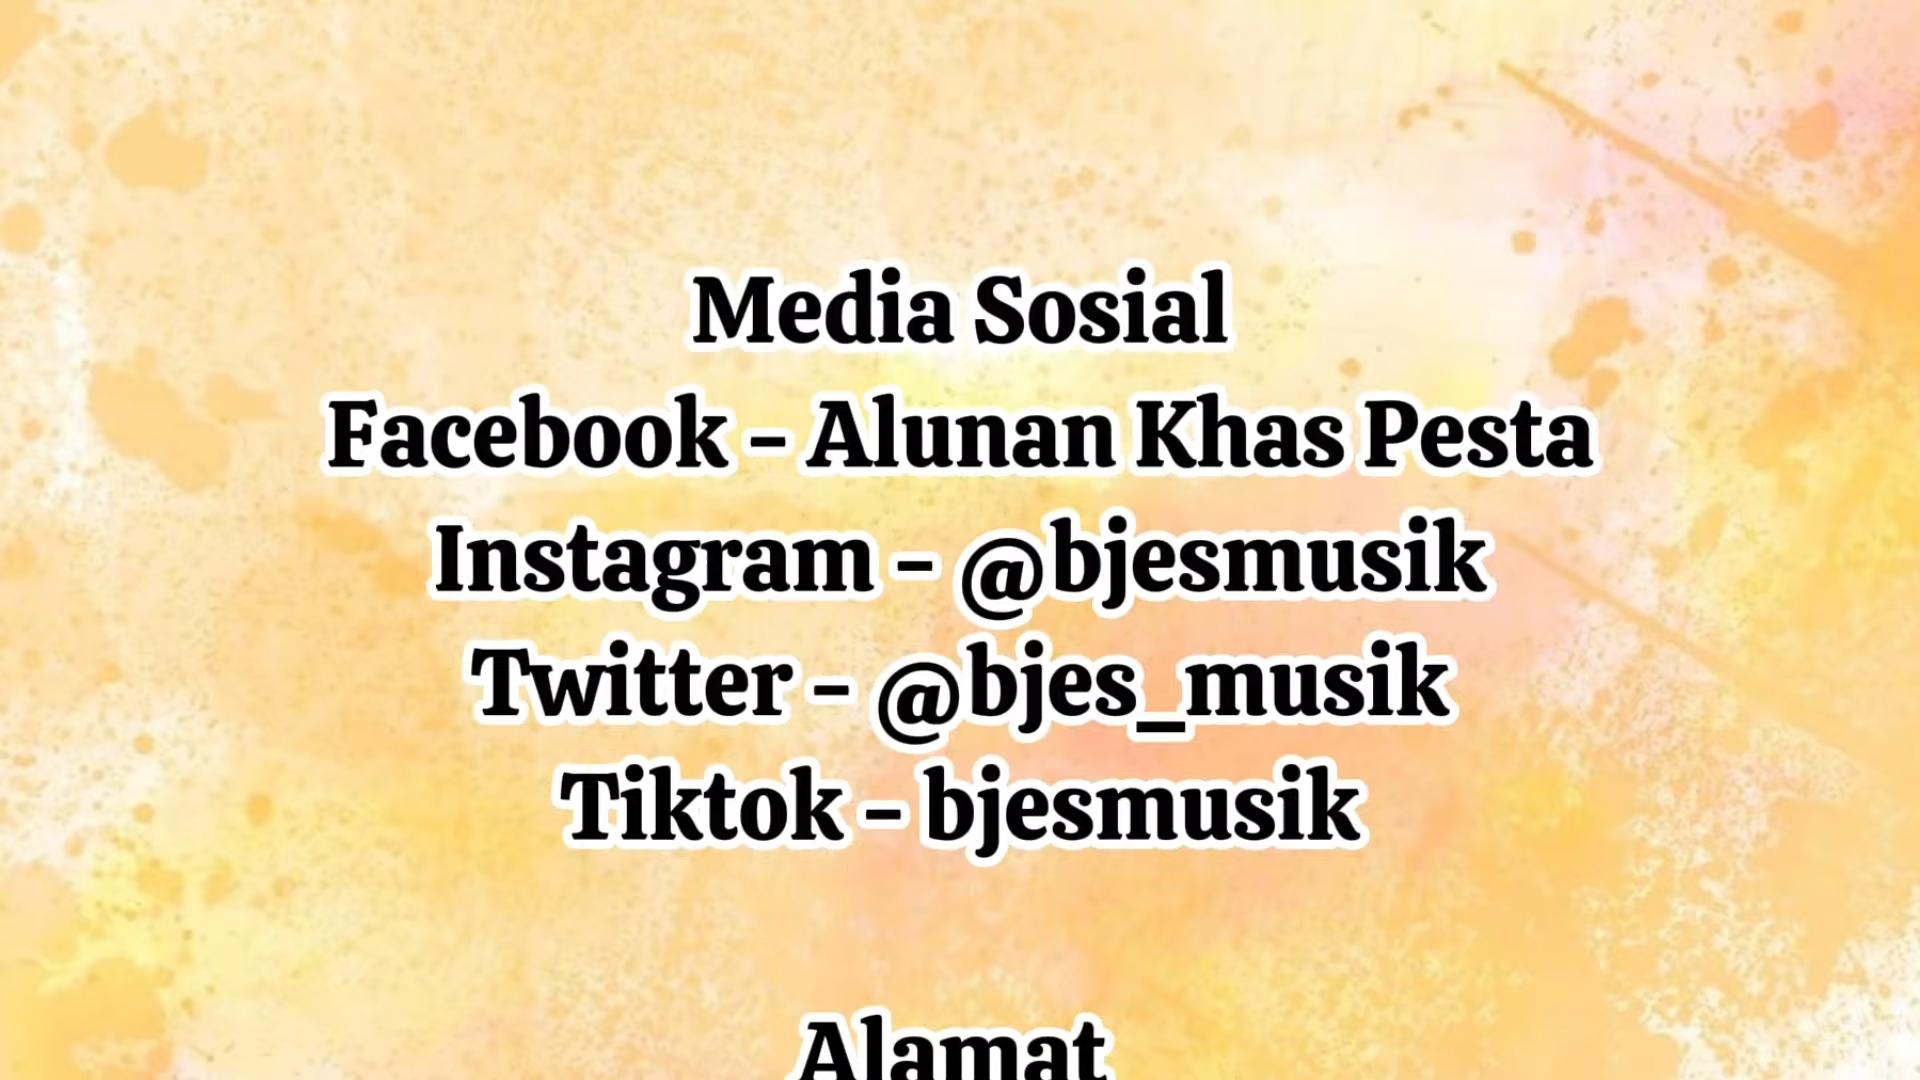 Media Sosial
Facebook - Alunan Khas Pesta
Instagram - @bjesmusik
Twitter - @bjes_musik
Tiktok - bjesmusik
Alamat